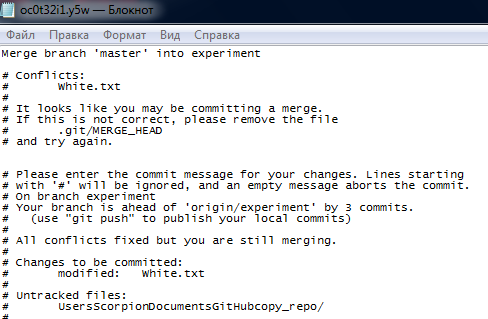 oc0t32i1.y5w — Блокнот
Файл Правка Формат Вид Справка
Merge branch 'master' into experiment
# Conflicts:
#       White.txt
#
# It looks like you may be committing a merge.
# If this is not correct, please remove the file
#       .git/MERGE_HEAD
# and try again.
# Please enter the commit message for your changes. Lines starting
# with '#' will be ignored, and an empty message aborts the commit.
# On branch experiment
# Your branch is ahead of 'origin/experiment' by 3 commits.
#   (use "git push" to publish your local commits)
#
# All conflicts fixed but you are still merging.
#
# Changes to be committed:
#       modified:   White.txt
#
# Untracked files:
#       UsersScorpionDocumentsGitHubcopy_repo/
#